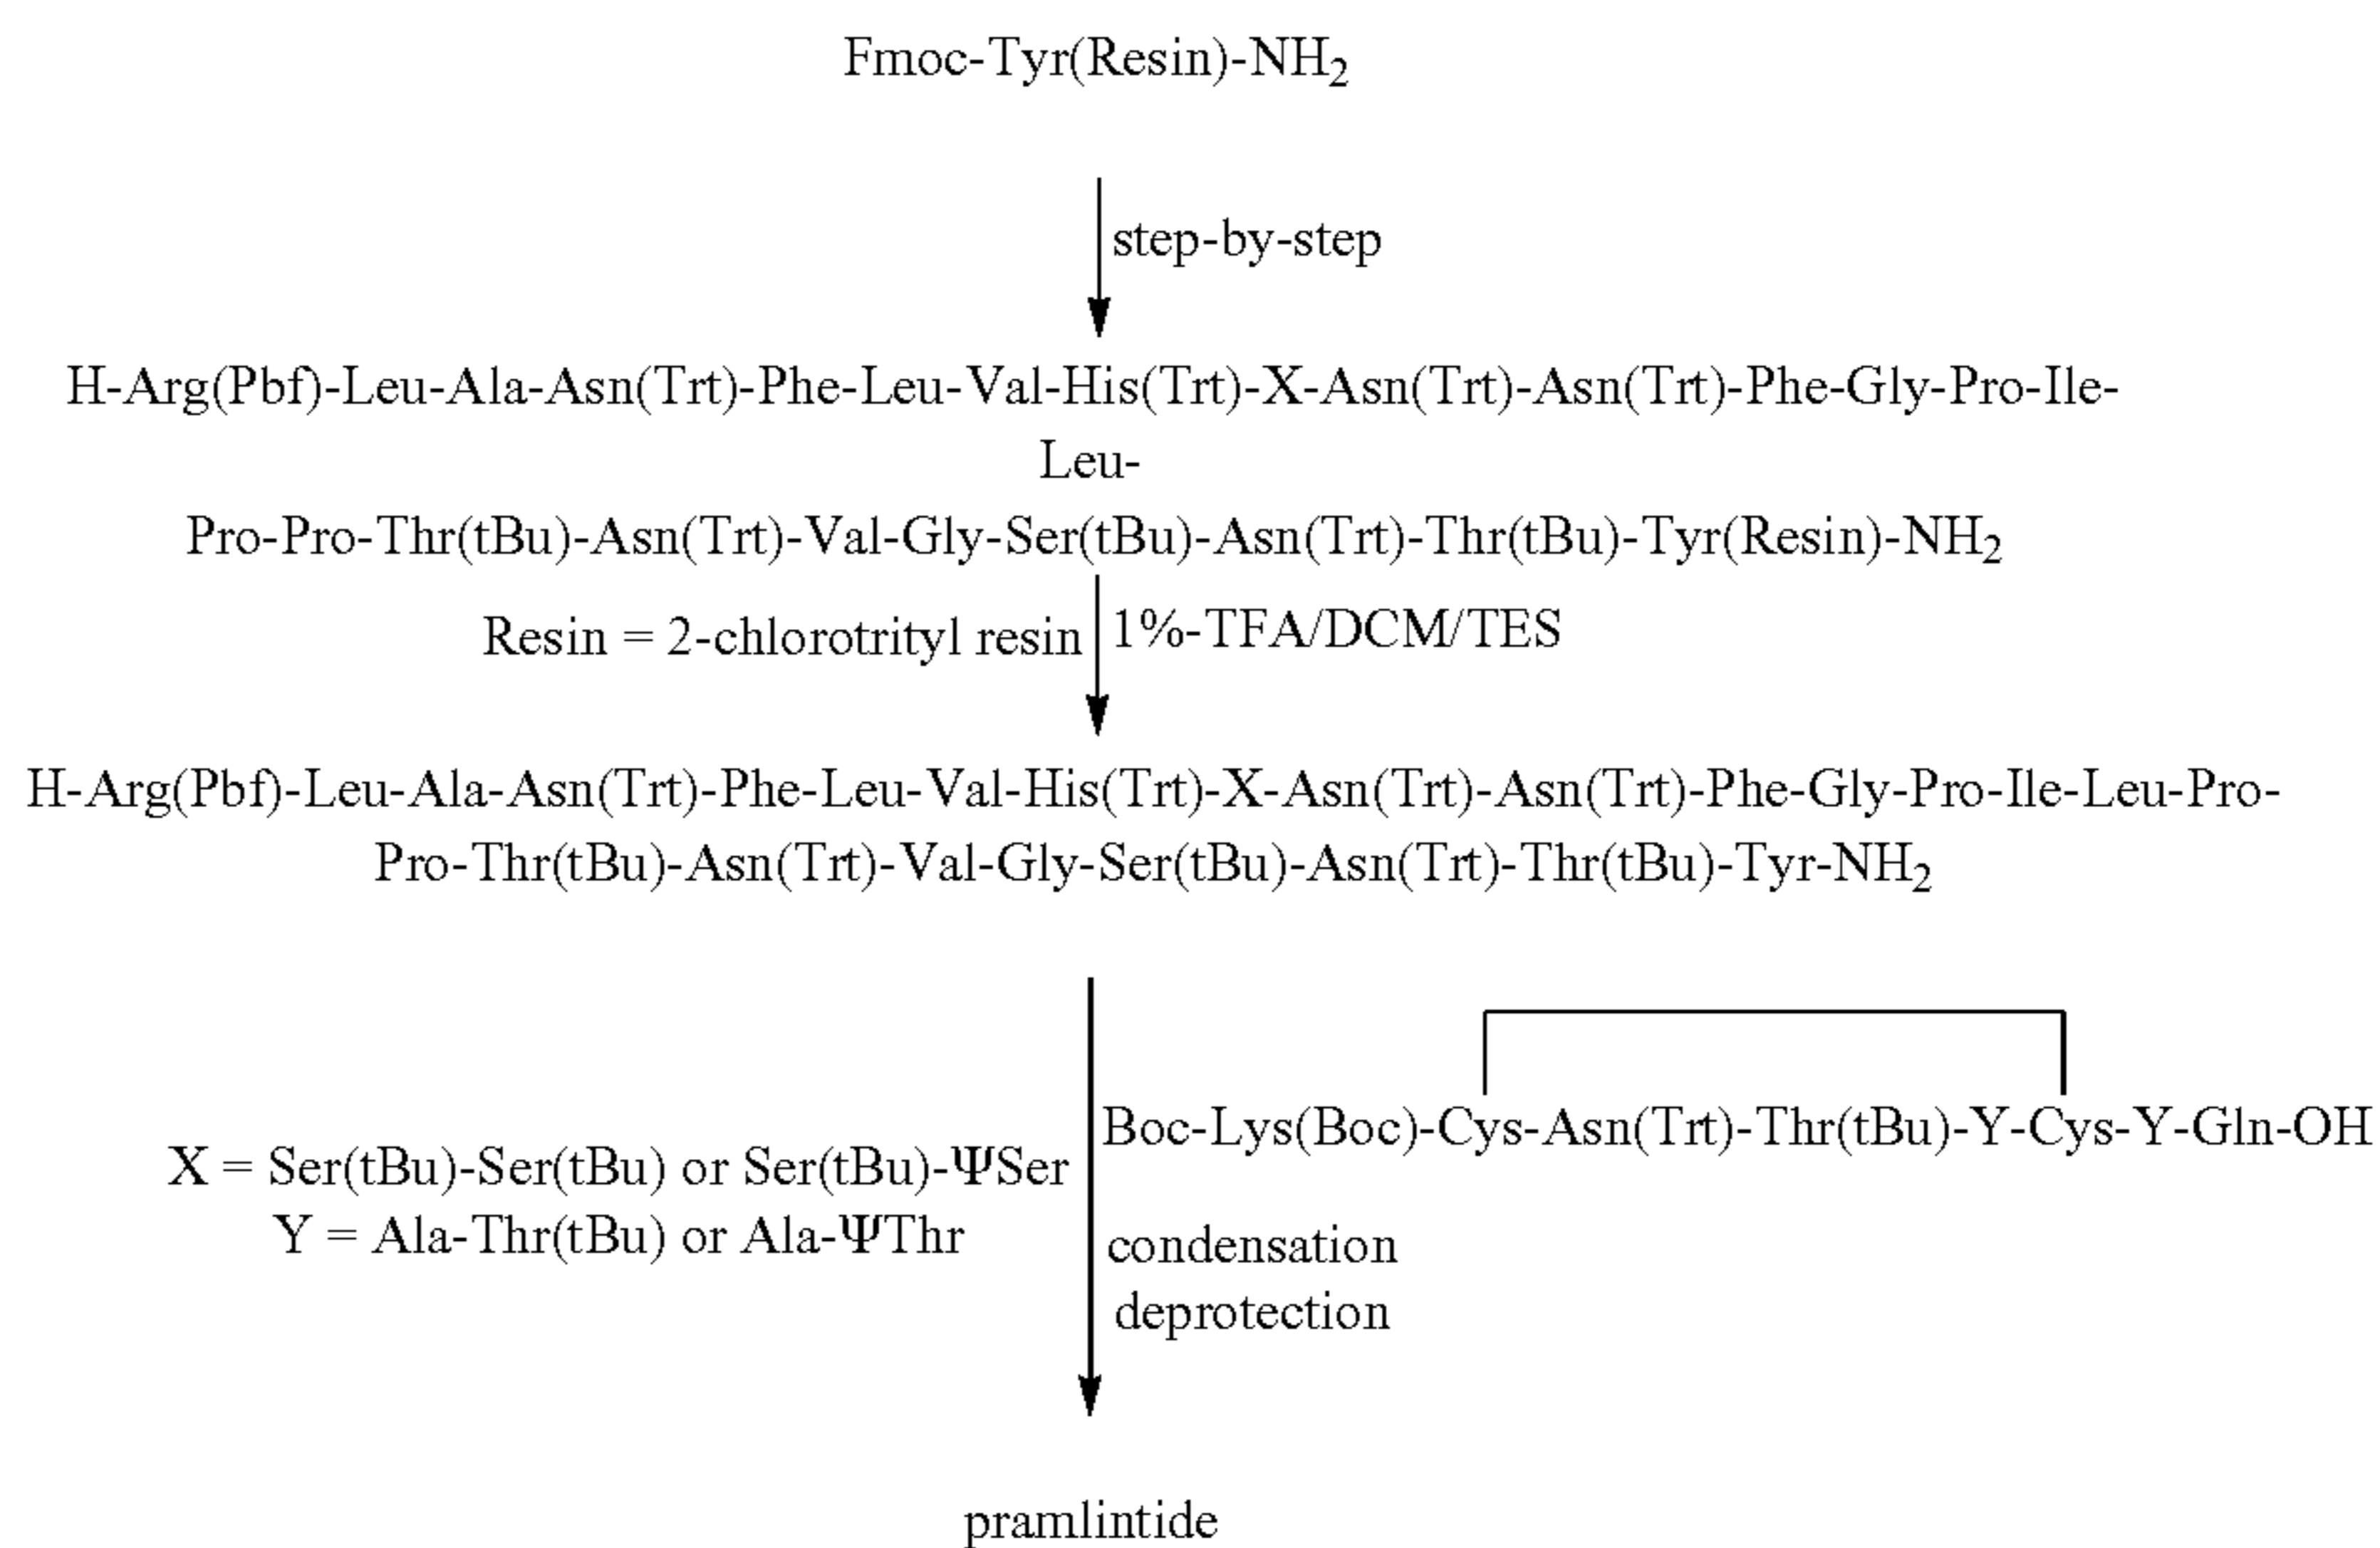 Fmoc-Tyr(Resin)-NH₂
step-by-step
H-Arg(Pbf)-Leu-Ala-Asn(Trt)-Phe-Leu-Val-His(Trt)-X-Asn(Trt)-Asn(Trt)-Phe-Gly-Pro-Ile-
Leu-
Pro-Pro-Thr(tBu)-Asn(Trt)-Val-Gly-Ser(tBu)-Asn(Trt)-Thr(tBu)-Tyr(Resin)-NH₂
Resin = 2-chlorotrityl resin
1%-TFA/DCM/TES
H-Arg(Pbf)-Leu-Ala-Asn(Trt)-Phe-Leu-Val-His(Trt)-X-Asn(Trt)-Asn(Trt)-Phe-Gly-Pro-Ile-Leu-Pro-
Pro-Thr(tBu)-Asn(Trt)-Val-Gly-Ser(tBu)-Asn(Trt)-Thr(tBu)-Tyr-NH₂
Boc-Lys(Boc)-Cys-Asn(Trt)-Thr(tBu)-Y-Cys-Y-Gln-OH
X = Ser(tBu)-Ser(tBu) or Ser(tBu)-ΨSer
Y = Ala-Thr(tBu) or Ala-ΨThr
condensation
deprotection
pramlintide